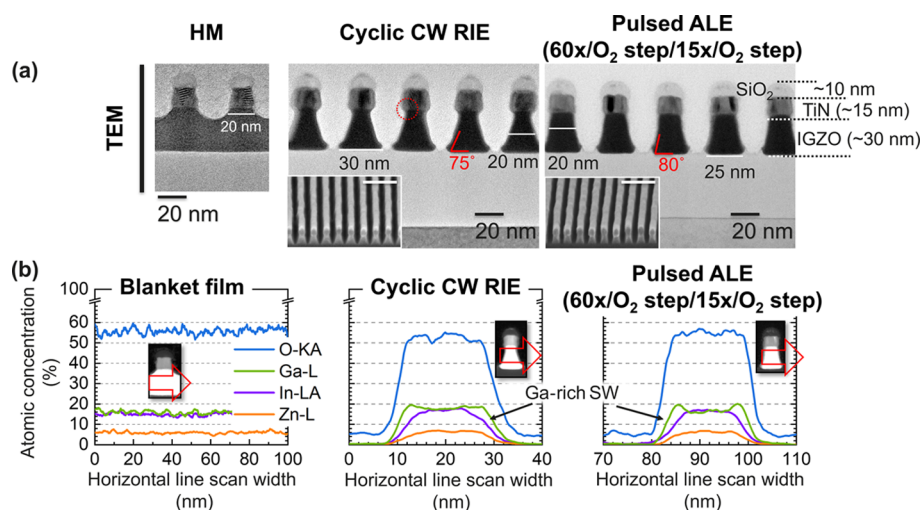 HM
Cyclic CW RIE
Pulsed ALE
(60x/O₂ step/15x/O₂ step)
(a)
TEM
20 nm
20 nm
30 nm
75°
20 nm
20 nm
20 nm
80°
25 nm
20 nm
SiO₂
~10 nm
TiN (~15 nm)
IGZO (~30 nm)
(b)
Blanket film
Cyclic CW RIE
Pulsed ALE
(60x/O₂ step/15x/O₂ step)
Atomic concentration
(%)
100
60
50
40
30
20
10
0
O-KA
Ga-L
In-LA
Zn-L
Ga-rich SW
0 20 40 60 80 100
0 10 20 30 40
70 80 90 100 110
Horizontal line scan width
(nm)
Horizontal line scan width
(nm)
Horizontal line scan width
(nm)